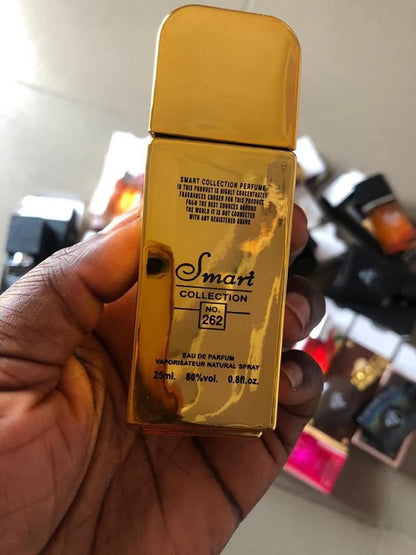 SMART COLLECTION PERFUME
IN THIS PRODUCT IS HIGHLY CONCENTRATED
FRAGRANCES CHOSEN FOR THIS PRODUCT
FROM THE BEST SOURCES AROUND
THE WORLD IT IS NOT CONNECTED
WITH ANY REGISTERED BRAND
Smart
COLLECTION
NO.
262
EAU DE PARFUM
VAPORISATEUR NATURAL SPRAY
25ml. 80%vol. 0.8fl.oz.